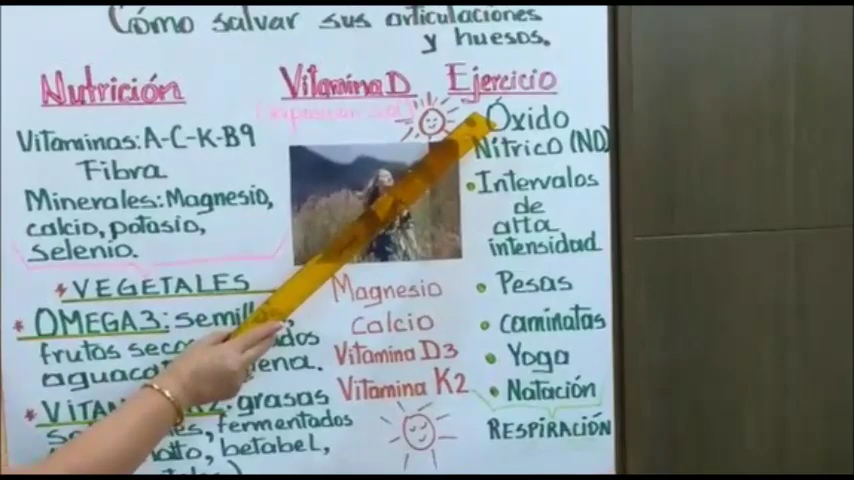 Cómo salvar sus articulaciones
y huesos.
Nutrición
Vitaminas: A-C-K-B9
Fibra
Minerales: Magnesio,
calcio, potasio,
selenio.
VEGETALES
OMEGA 3:
frutos
VITAMINA D
Magnesio
calcio
Vitamina D3
Vitamina K2
Ejercicio
Óxido
Nítrico (NO)
Intervalos
de
alta
intensidad
Pesas
caminatas
Yoga
Natación
RESPIRACIÓN
grasas
fermentados
betabel,